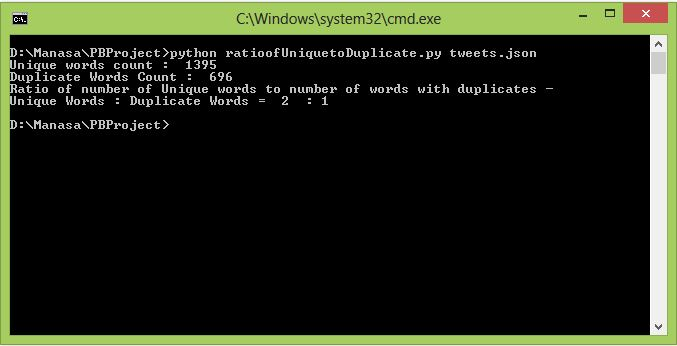 C:\Windows\system32\cmd.exe
D:\Manasa\PBProject>python ratioofUniquetoDuplicate.py tweets.json
Unique words count :  1395
Duplicate Words Count :  696
Ratio of number of Unique words to number of words with duplicates -
Unique Words : Duplicate Words =  2  : 1
D:\Manasa\PBProject>